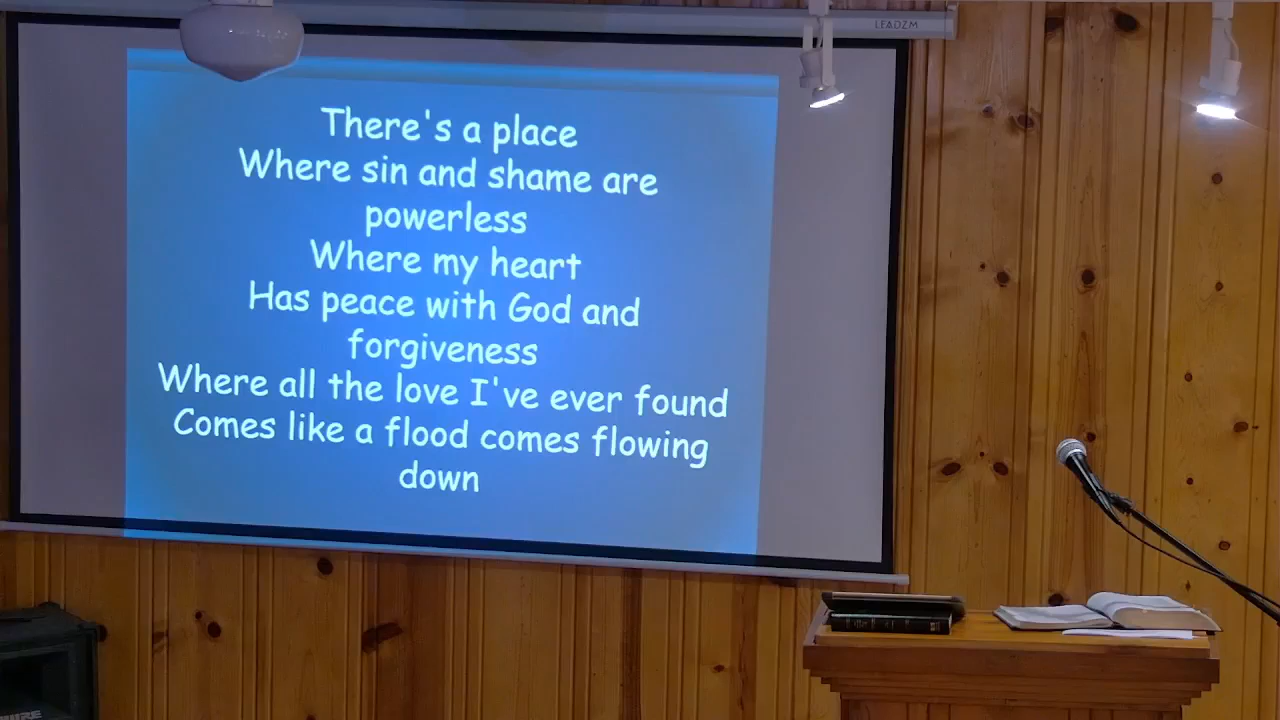 LEADZM
There's a place
Where sin and shame are
powerless
Where my heart
Has peace with God and
forgiveness
Where all the love I've ever found
Comes like a flood comes flowing
down